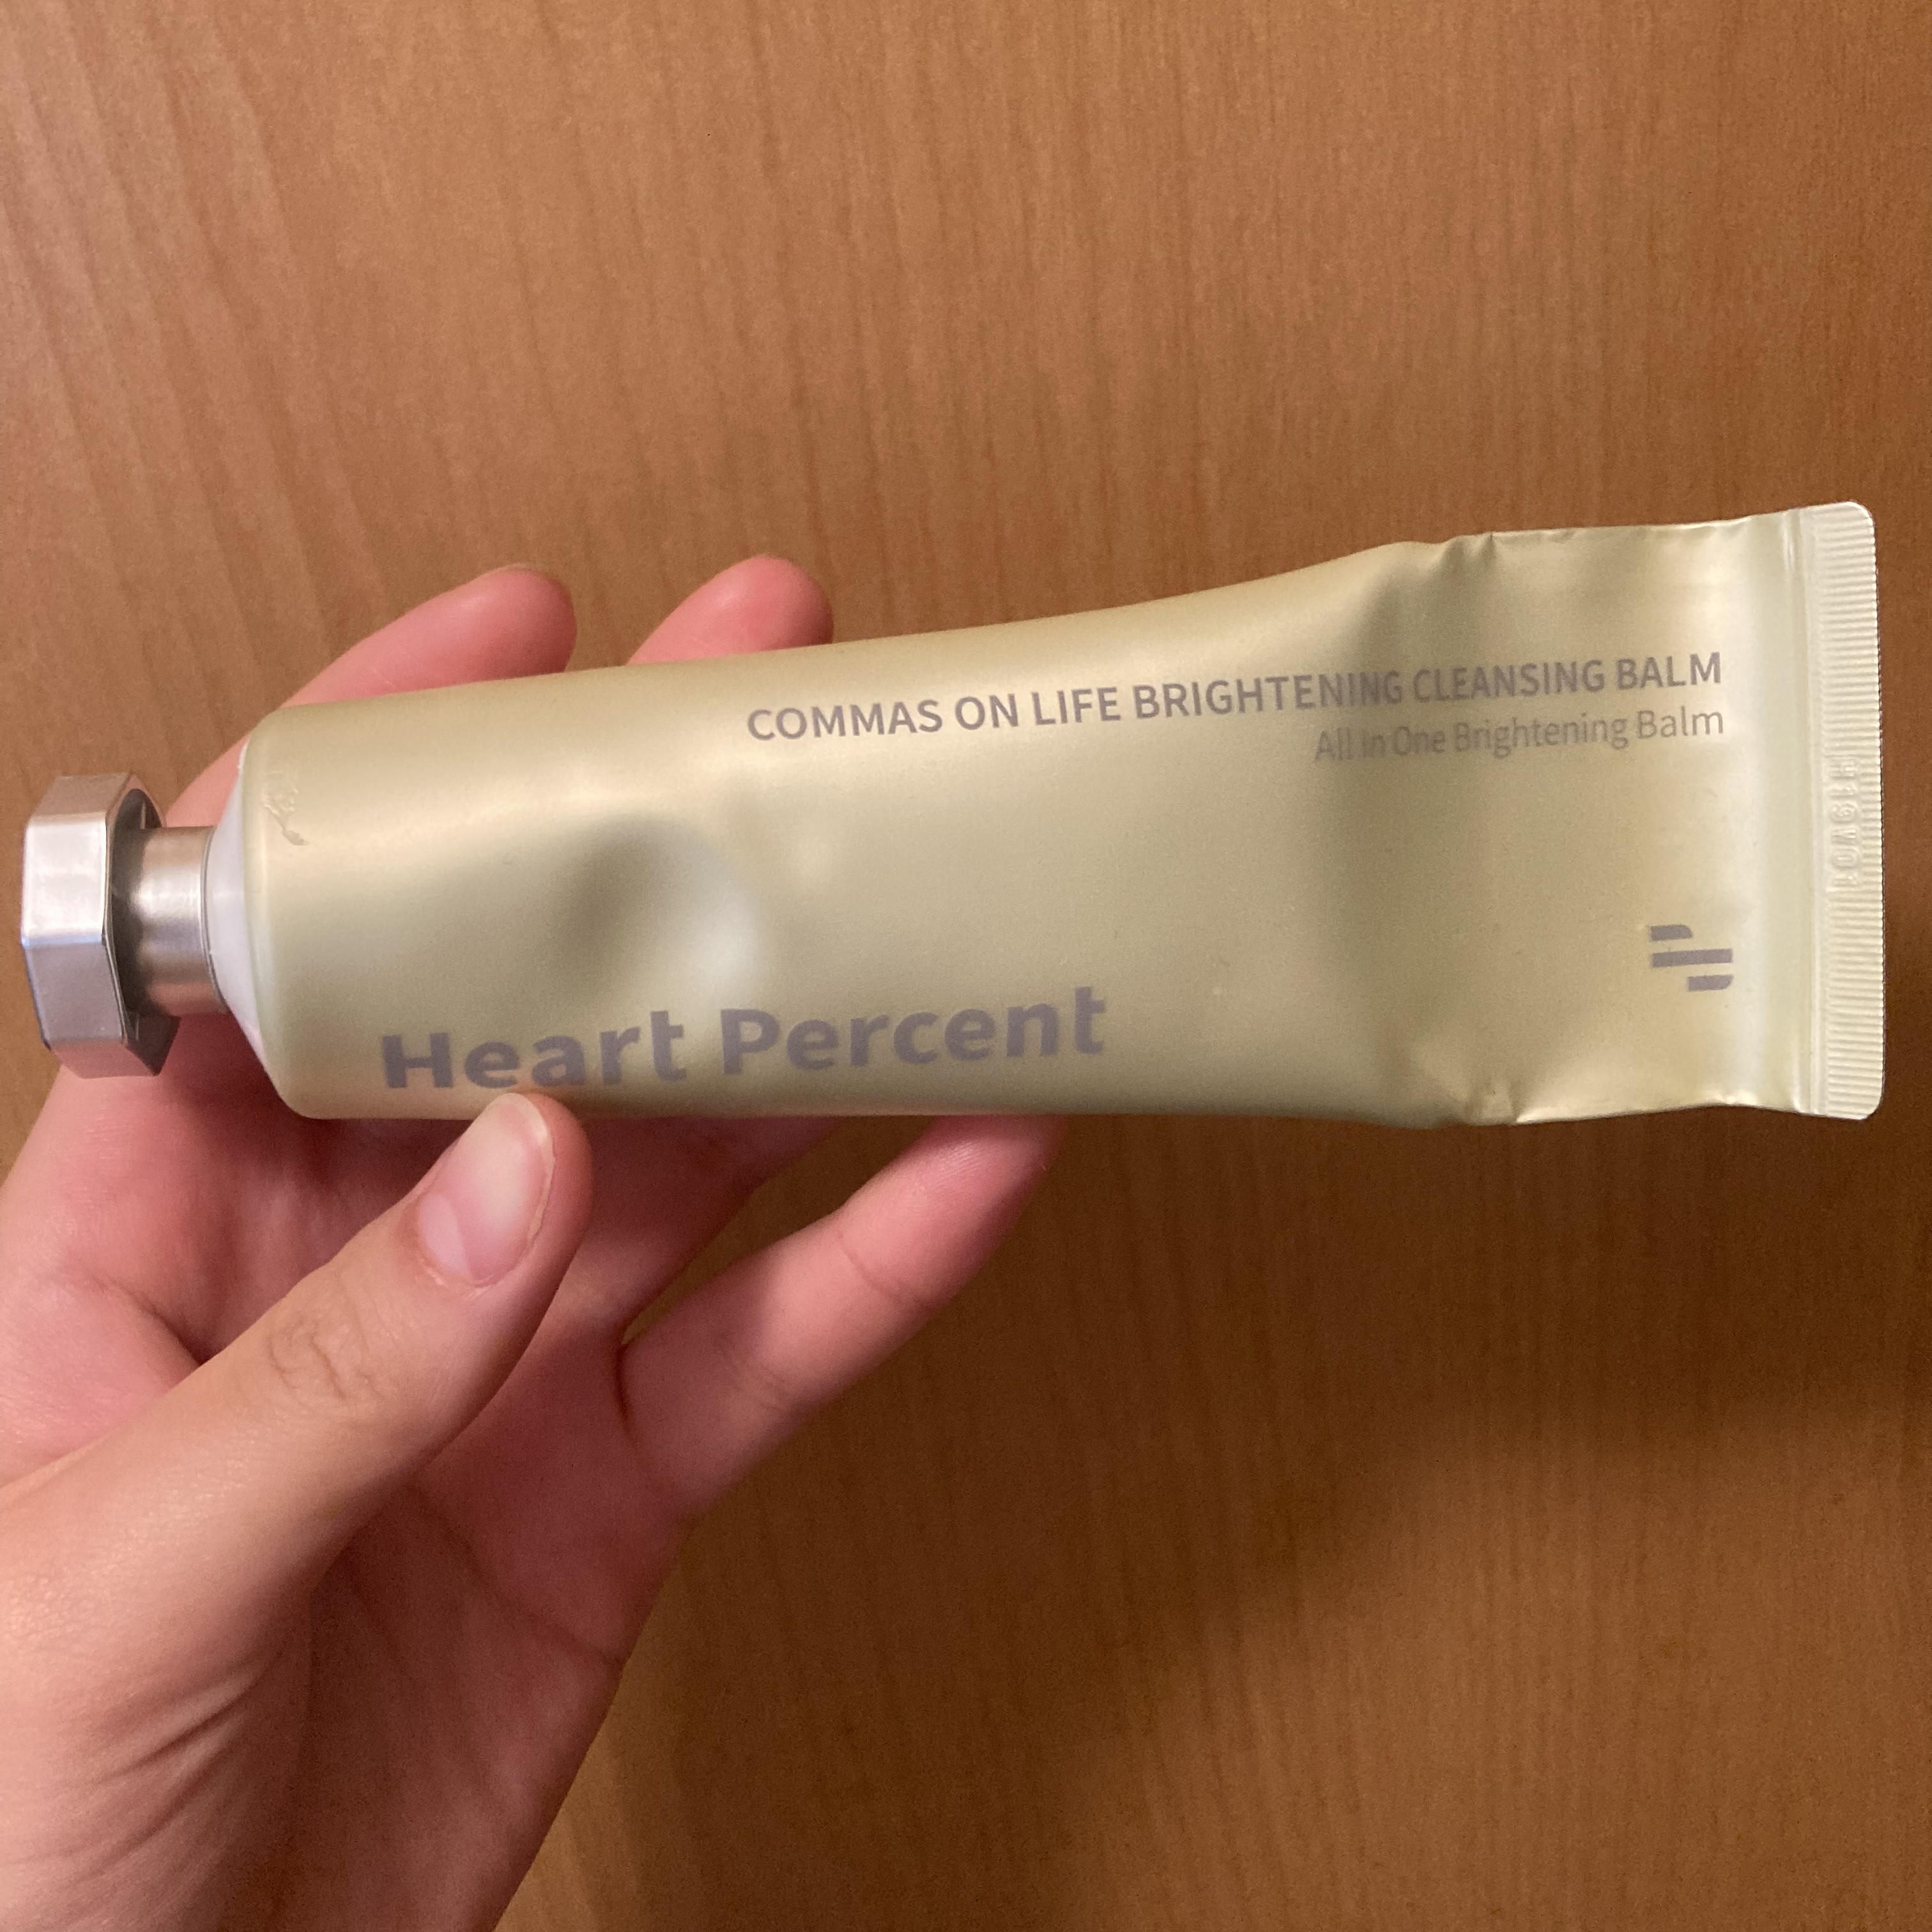 COMMAS ON LIFE BRIGHTENING CLEANSING BALM
All In One Brightening Balm
Heart Percent